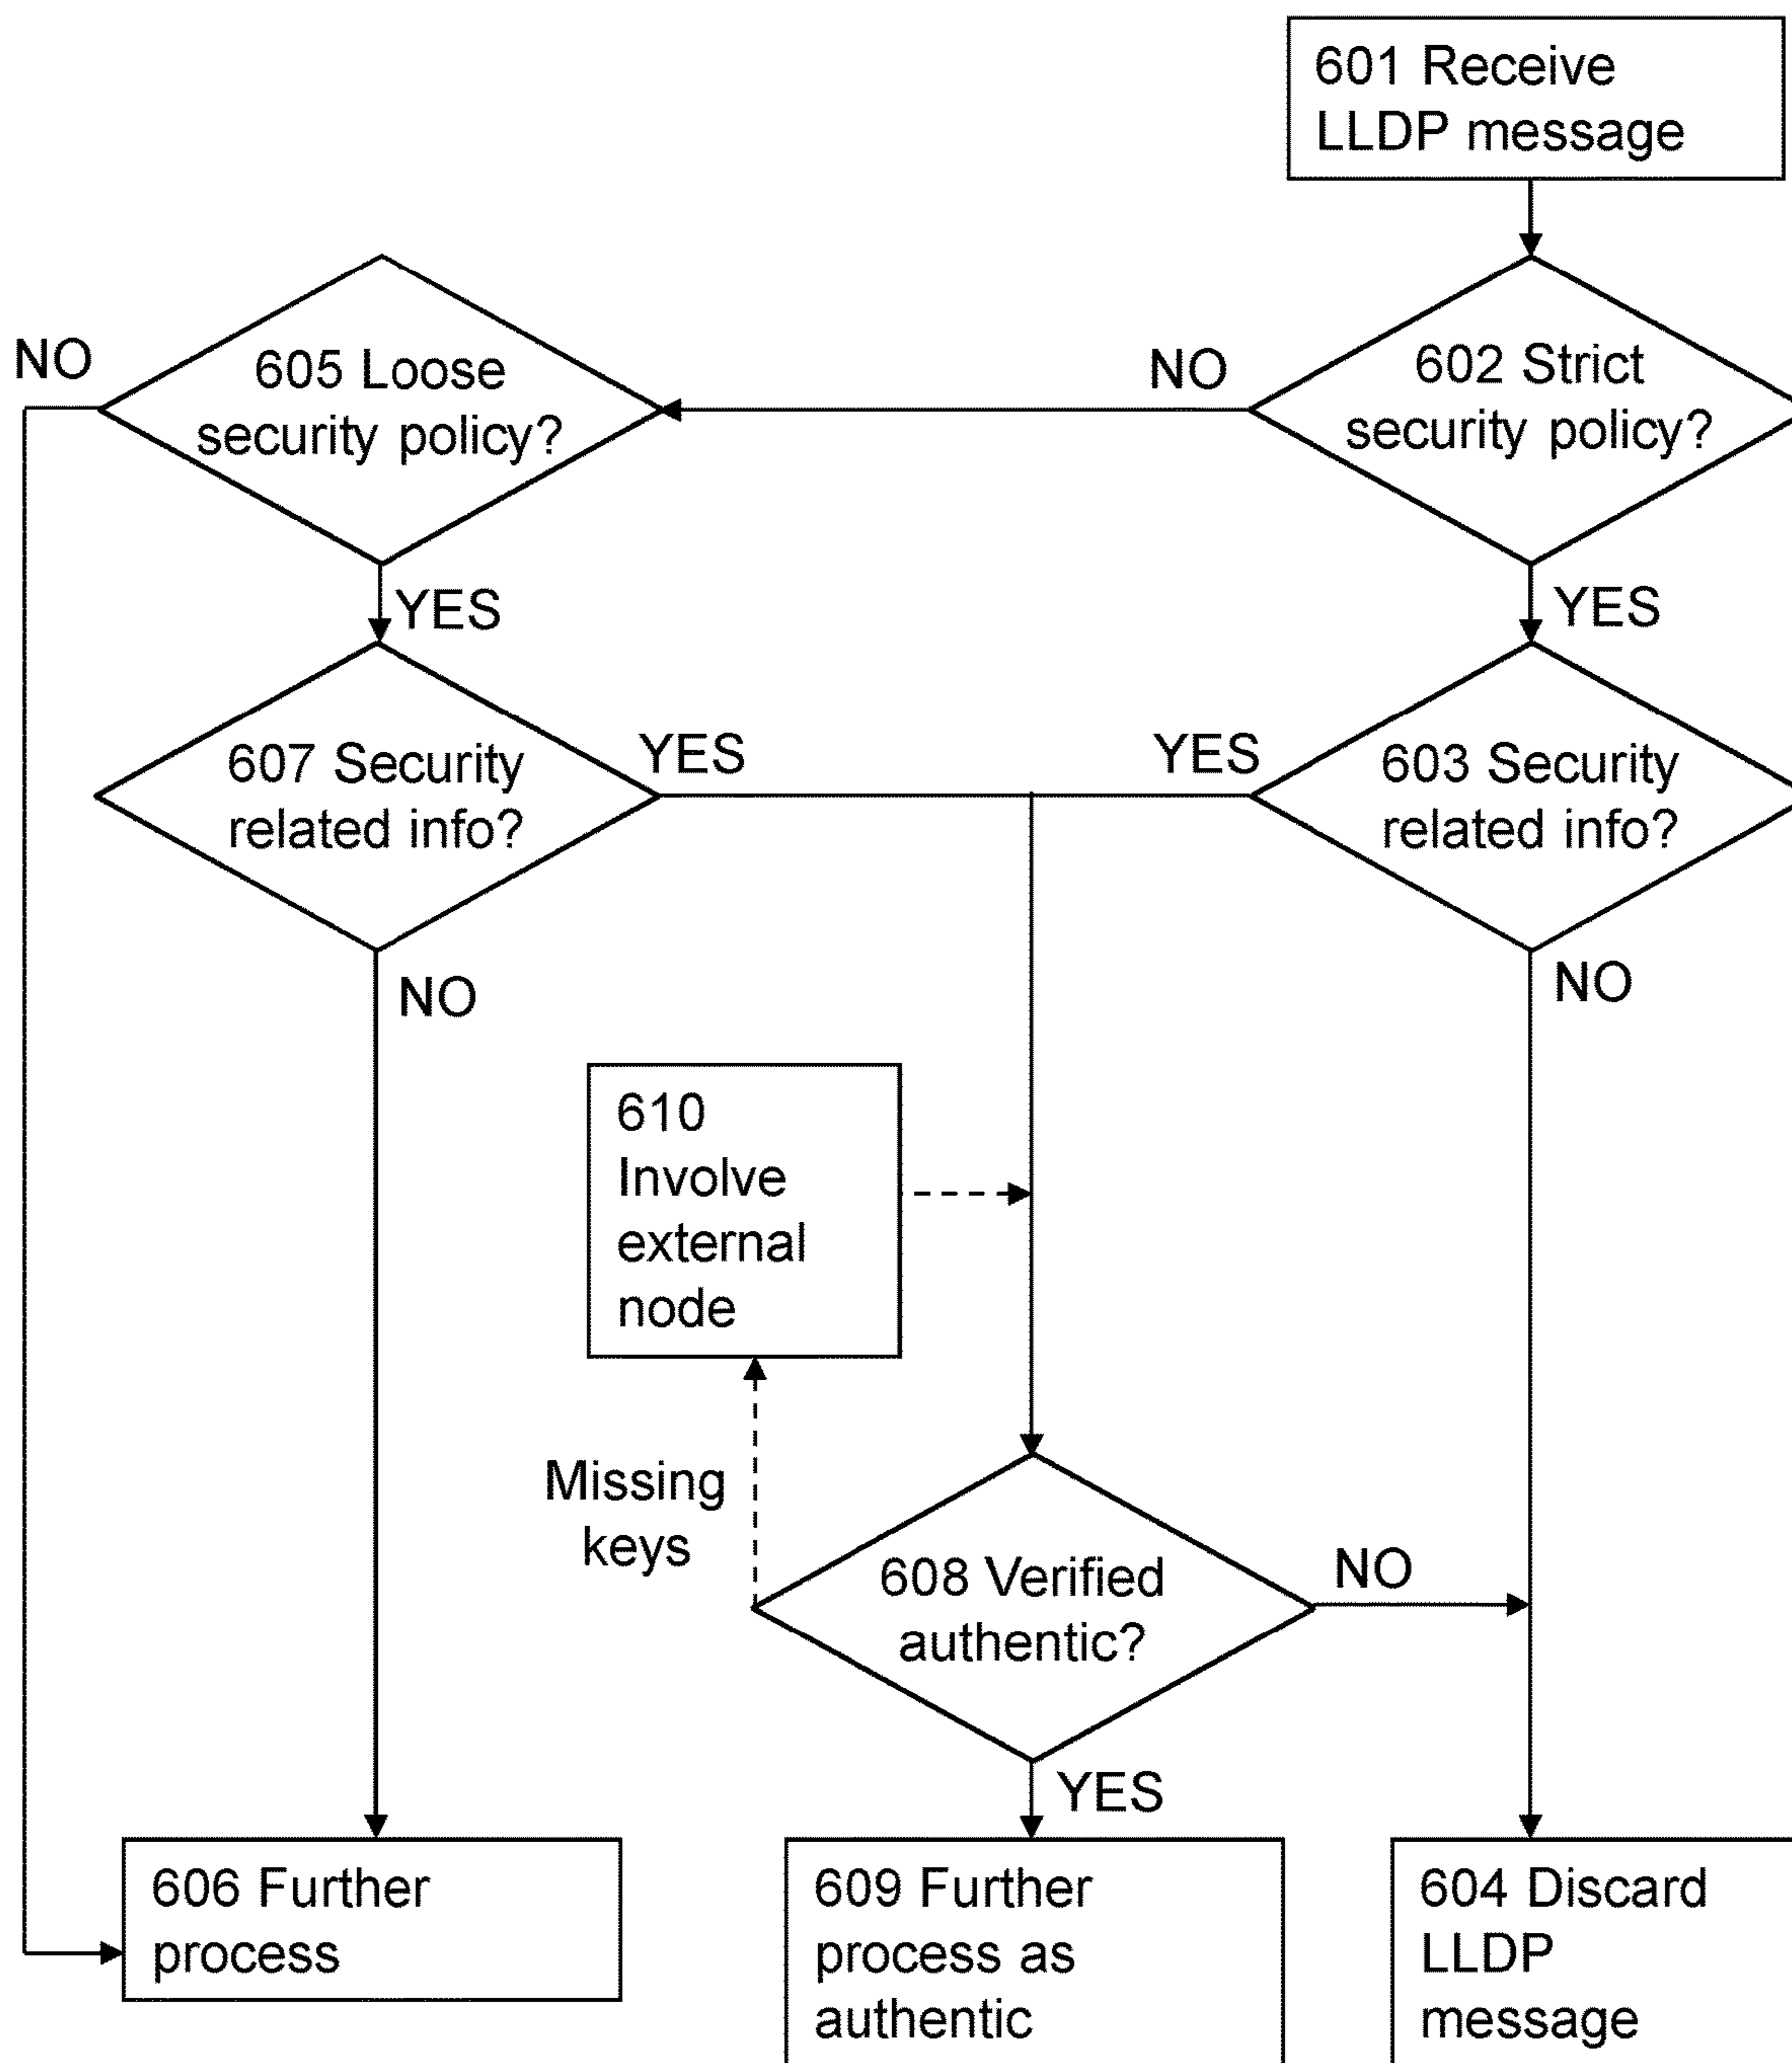 601 Receive
LLDP message
NO
605 Loose
security policy?
NO
602 Strict
security policy?
YES
YES
607 Security
related info?
YES
YES
603 Security
related info?
NO
NO
610
Involve
external
node
Missing
keys
608 Verified
authentic?
NO
YES
606 Further
process
609 Further
process as
authentic
604 Discard
LLDP
message